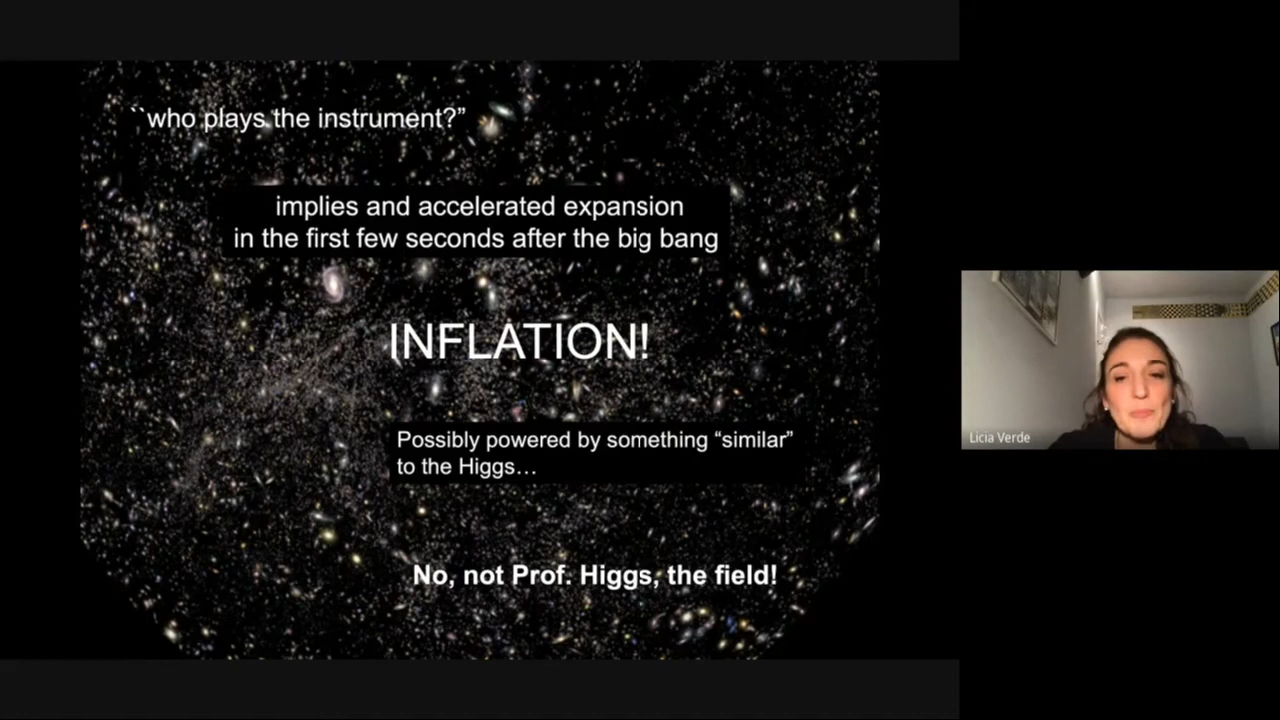 ``who plays the instrument?”
implies and accelerated expansion
in the first few seconds after the big bang
INFLATION!
Possibly powered by something “similar”
to the Higgs…
No, not Prof. Higgs, the field!
Licia Verde